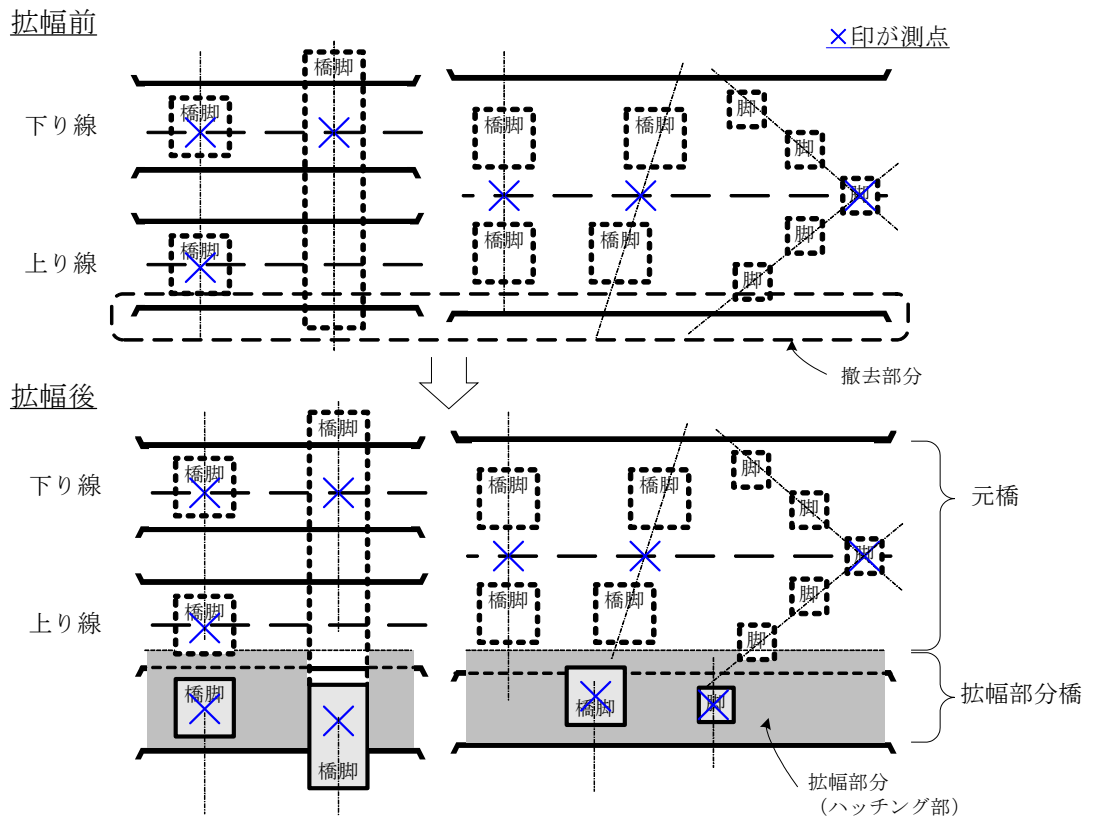 拡幅前
×印が測点
橋脚
橋脚
橋脚
橋脚
脚
脚
脚
下り線
橋脚
橋脚
橋脚
脚
脚
上り線
撤去部分
拡幅後
橋脚
橋脚
橋脚
橋脚
脚
脚
脚
下り線
元橋
橋脚
橋脚
橋脚
脚
脚
上り線
橋脚
橋脚
脚
拡幅部分橋
橋脚
拡幅部分
(ハッチング部)